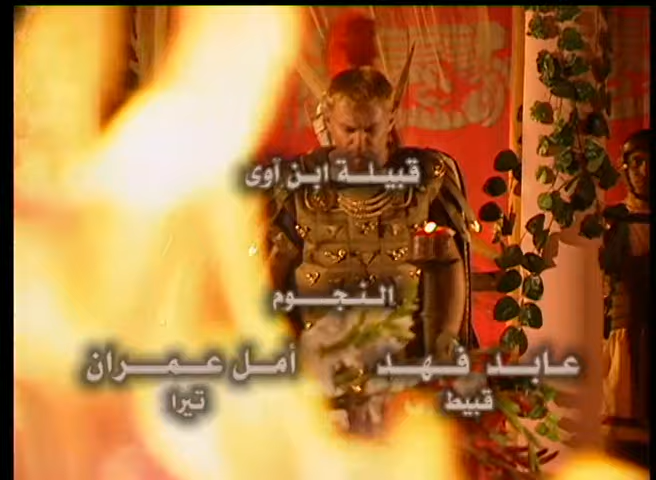 قبيلة ابن آوى
النجوم
عابد فهد أمل عمران
قبيط تيرا